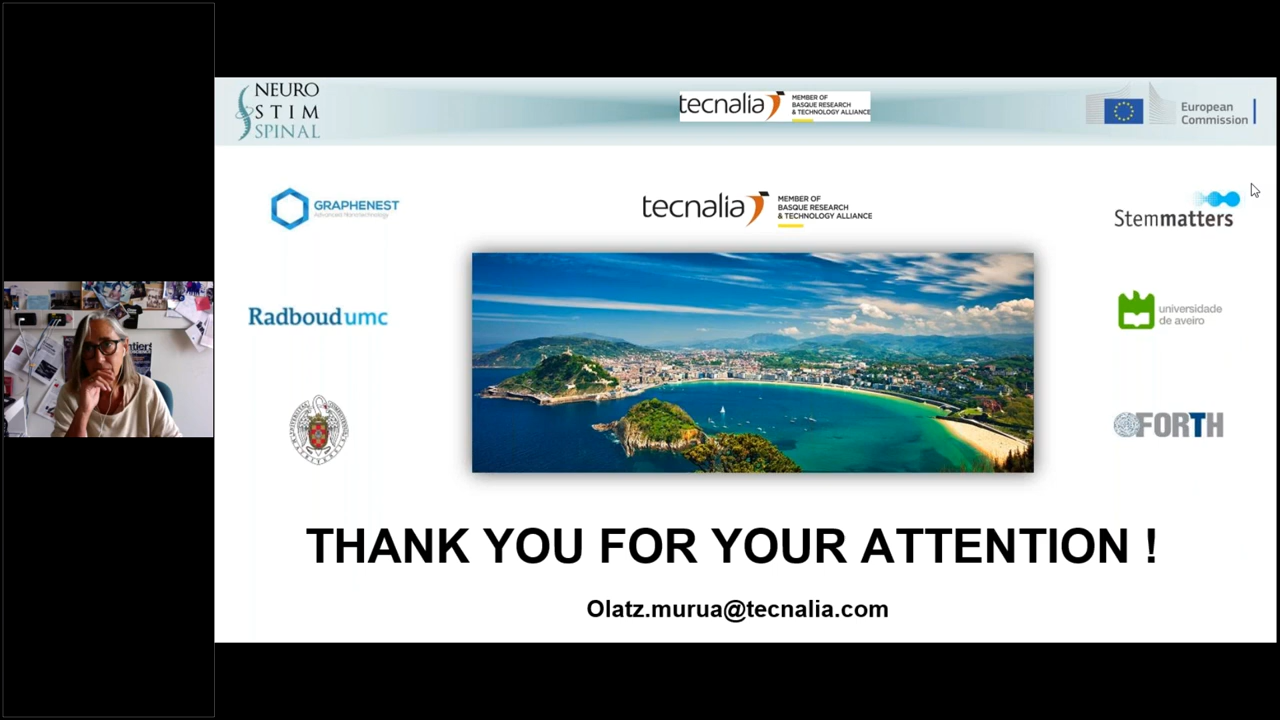 NEURO
STIM
SPINAL
tecnalia
MEMBER OF
BASQUE RESEARCH
& TECHNOLOGY ALLIANCE
European
Commission
GRAPHENEST
Advanced Nanotechnology
tecnalia
MEMBER OF
BASQUE RESEARCH
& TECHNOLOGY ALLIANCE
Stemmatters
Radboudumc
universidade
de aveiro
FORTH
THANK YOU FOR YOUR ATTENTION !
Olatz.murua@tecnalia.com